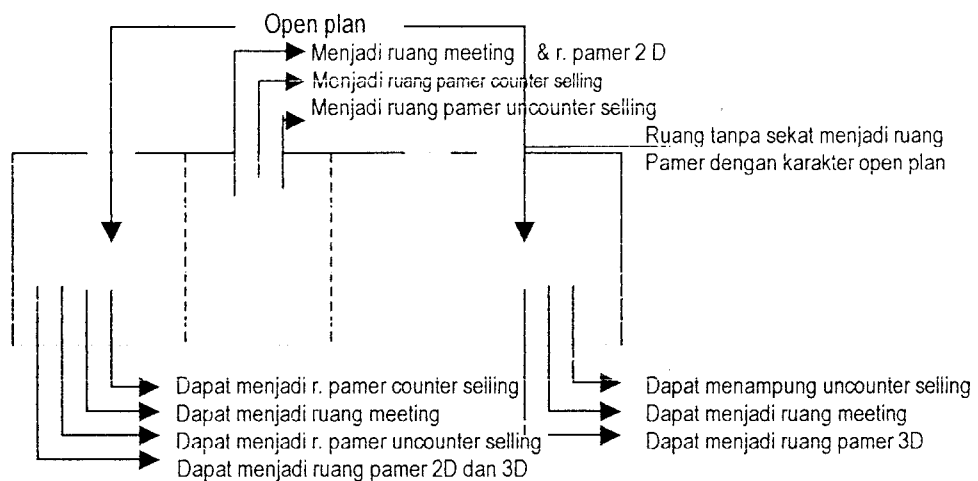 Open plan
Menjadi ruang meeting & r. pamer 2 D
Menjadi ruang pamer counter selling
Menjadi ruang pamer uncounter selling
Ruang tanpa sekat menjadi ruang
Pamer dengan karakter open plan
Dapat menjadi r. pamer counter selling
Dapat menjadi ruang meeting
Dapat menjadi r. pamer uncounter selling
Dapat menjadi ruang pamer 2D dan 3D
Dapat menampung uncounter selling
Dapat menjadi ruang meeting
Dapat menjadi ruang pamer 3D